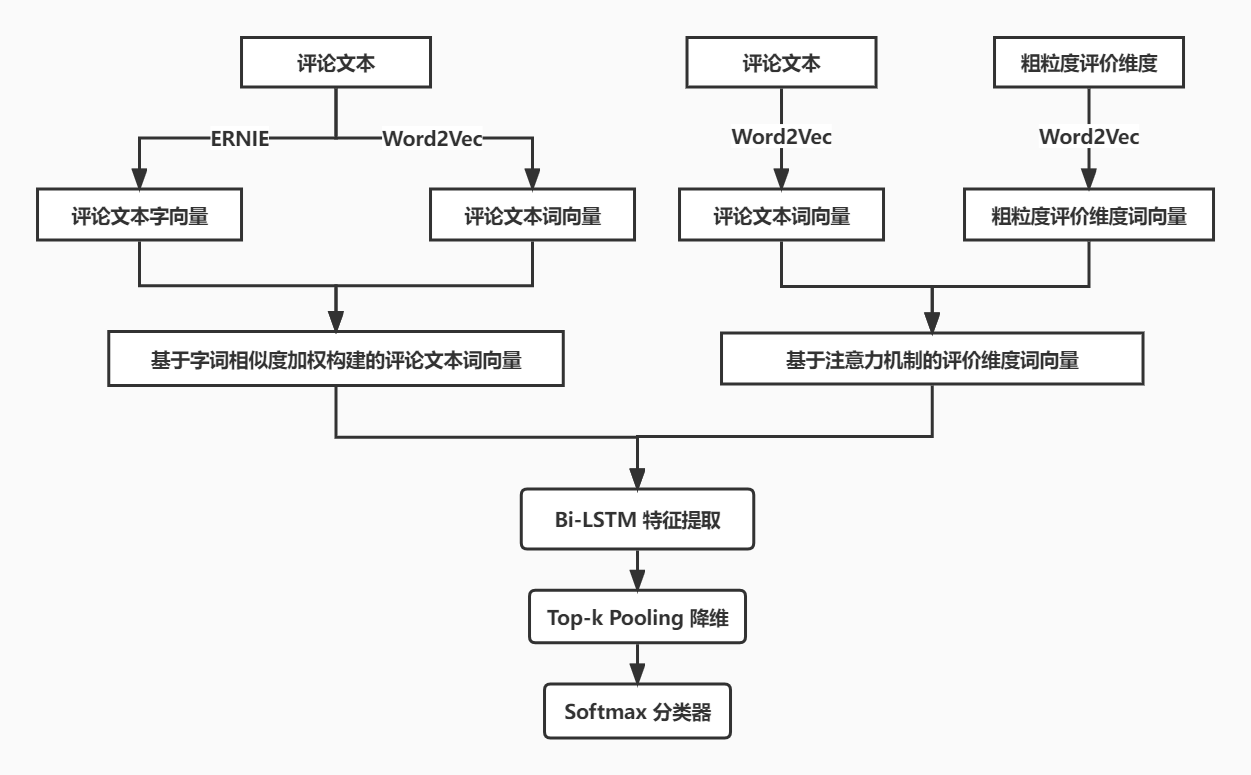 评论文本
评论文本
粗粒度评价维度
ERNIE
Word2Vec
Word2Vec
Word2Vec
评论文本字向量
评论文本词向量
评论文本词向量
粗粒度评价维度词向量
基于字词相似度加权构建的评论文本词向量
基于注意力机制的评价维度词向量
Bi-LSTM 特征提取
Top-k Pooling 降维
Softmax 分类器